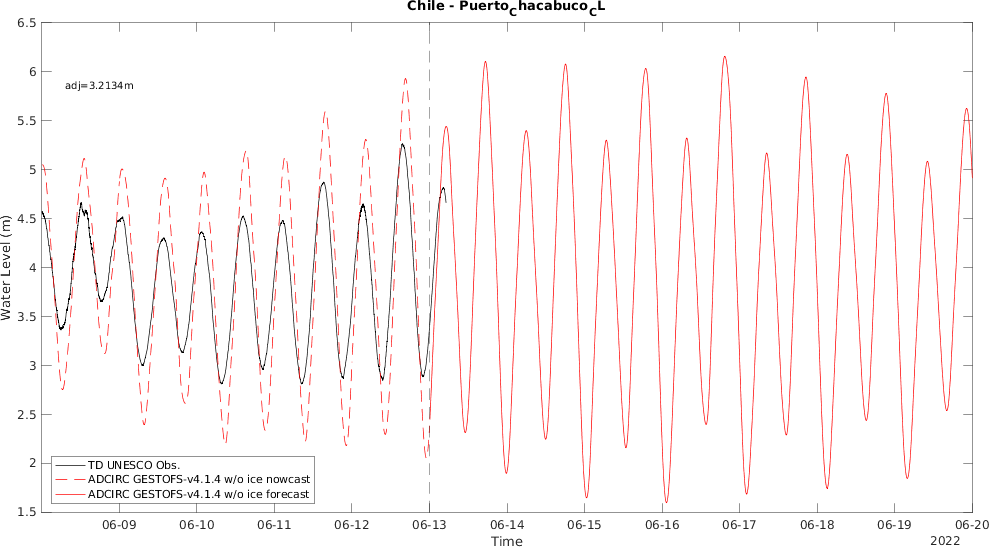 Chile - Puerto_Chacabuco_CL
6.5
6
5.5
5
4.5
4
3.5
3
2.5
2
1.5
Water Level (m)
adj=3.2134m
TD UNESCO Obs.
ADCIRC GESTOFS-v4.1.4 w/o ice nowcast
ADCIRC GESTOFS-v4.1.4 w/o ice forecast
06-09 06-10 06-11 06-12 06-13 06-14 06-15 06-16 06-17 06-18 06-19 06-20
Time
2022